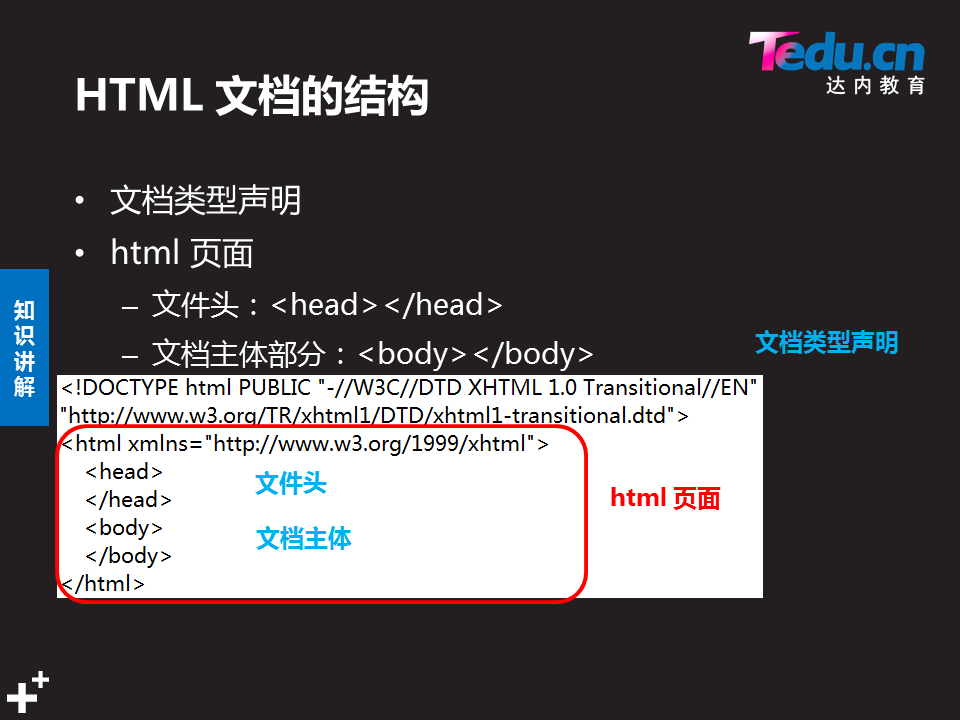 Tedu.cn
达内教育
HTML 文档的结构
• 文档类型声明
• html 页面
– 文件头：<head></head>
– 文档主体部分：<body></body>
知识讲解
文档类型声明
<!DOCTYPE html PUBLIC "-//W3C//DTD XHTML 1.0 Transitional//EN"
"http://www.w3.org/TR/xhtml1/DTD/xhtml1-transitional.dtd">
<html xmlns="http://www.w3.org/1999/xhtml">
<head>
文件头
</head>
html 页面
<body>
文档主体
</body>
</html>